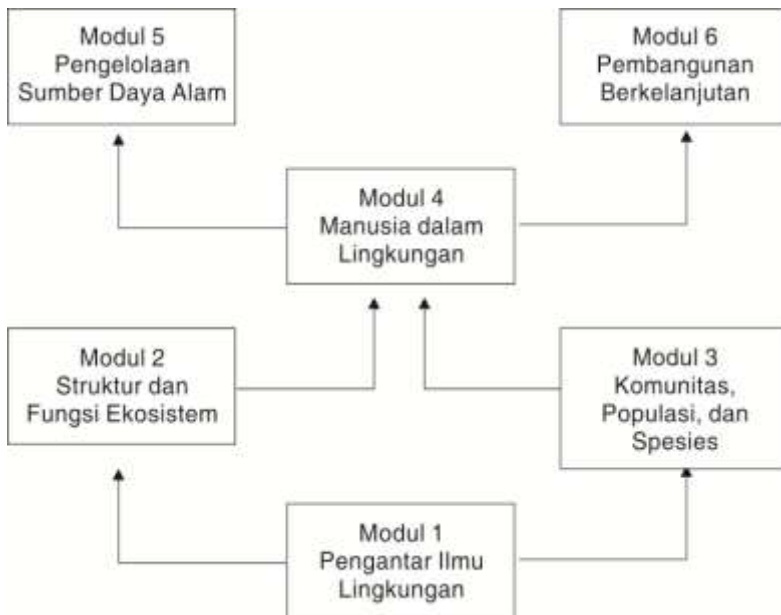 Modul 5
Pengelolaan
Sumber Daya Alam
Modul 6
Pembangunan
Berkelanjutan
Modul 4
Manusia dalam
Lingkungan
Modul 2
Struktur dan
Fungsi Ekosistem
Modul 3
Komunitas,
Populasi, dan
Spesies
Modul 1
Pengantar Ilmu
Lingkungan